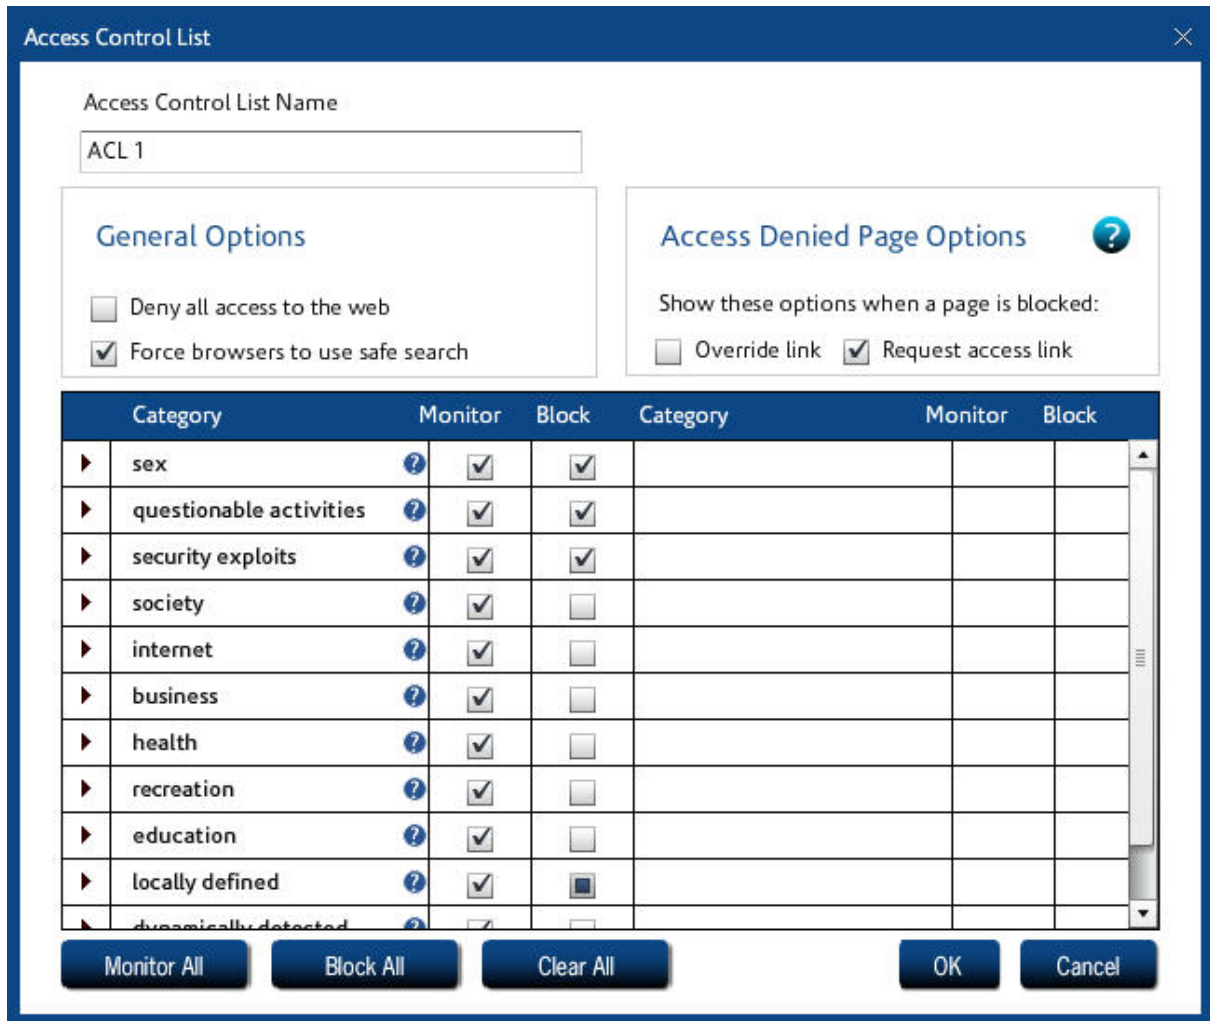 Access Control List
Access Control List Name
ACL 1
General Options
Deny all access to the web
Force browsers to use safe search
Access Denied Page Options
?
Show these options when a page is blocked:
Override link Request access link
Category Monitor Block Category Monitor Block
sex ?
questionable activities ?
security exploits ?
society ?
internet ?
business ?
health ?
recreation ?
education ?
locally defined ?
dynamically detected ?
Monitor All Block All Clear All OK Cancel